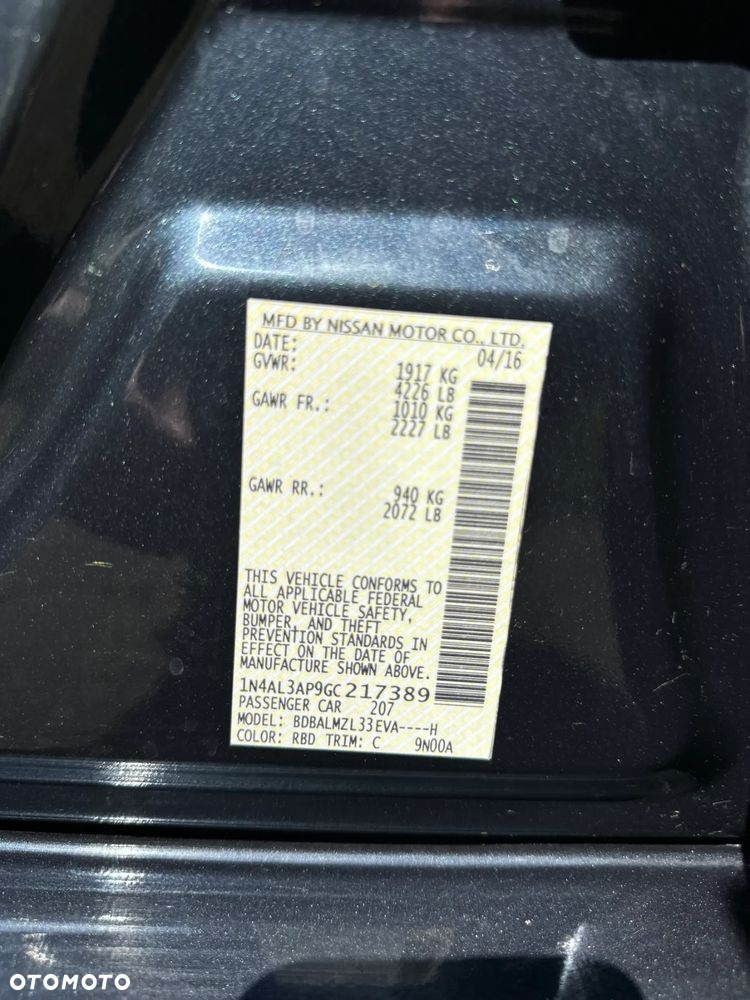 MFD BY NISSAN MOTOR CO., LTD.
DATE: 04/16
GVWR: 1917 KG
4226 LB
GAWR FR.: 1010 KG
2227 LB
GAWR RR.: 940 KG
2072 LB
THIS VEHICLE CONFORMS TO
ALL APPLICABLE FEDERAL
MOTOR VEHICLE SAFETY,
BUMPER, AND THEFT
PREVENTION STANDARDS IN
EFFECT ON THE DATE OF
MANUFACTURE SHOWN ABOVE.
1N4AL3AP9GC217389
PASSENGER CAR 207
MODEL: BDBALMZL33EVA----H
COLOR: RBD TRIM: C 9N00A
OTOMOTO